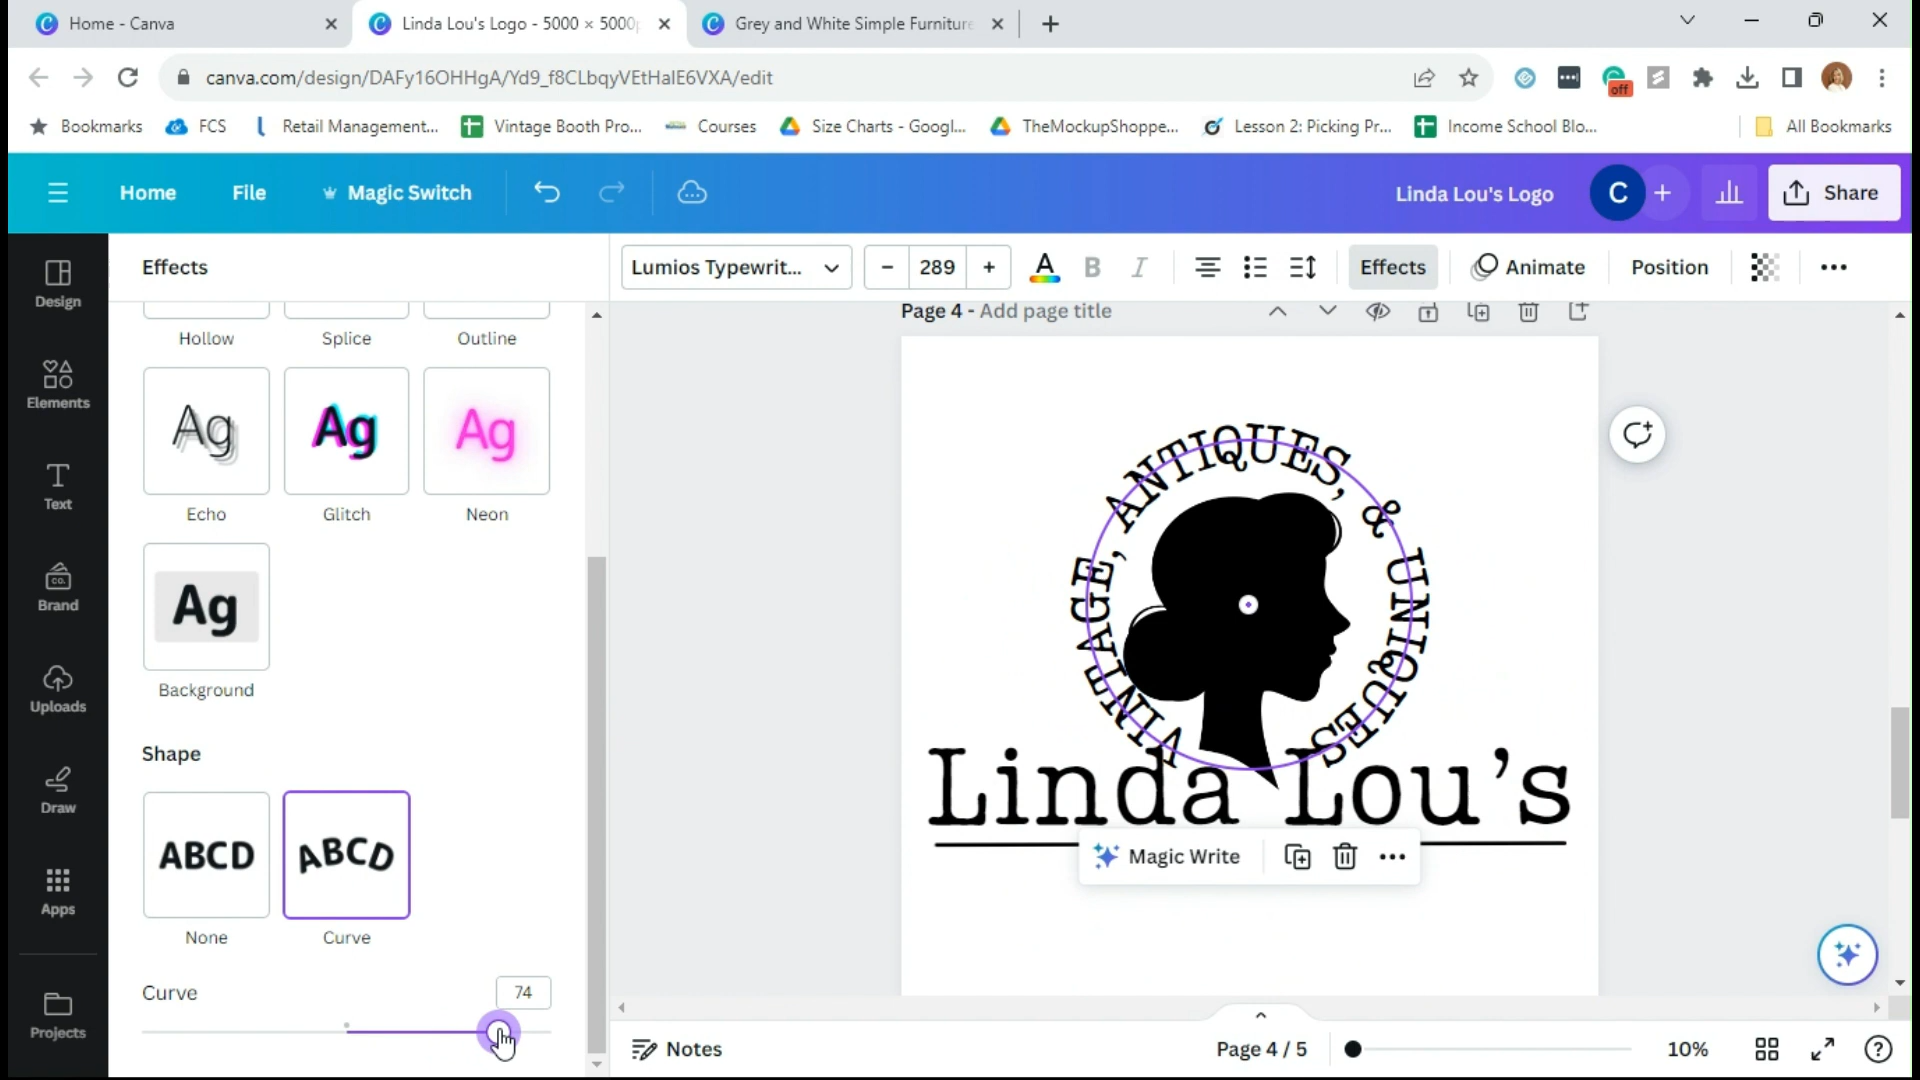 Home - Canva
Linda Lou's Logo - 5000 × 5000
Grey and White Simple Furniture
canva.com/design/DAFy16OHHgA/Yd9_f8CLbqyVEtHalE6VXA/edit
off
Bookmarks
FCS
Retail Management...
Vintage Booth Pro...
Courses
Size Charts - Googl...
TheMockupShoppe...
Lesson 2: Picking Pr...
Income School Blo...
All Bookmarks
Home
File
Magic Switch
Linda Lou's Logo
C
Share
Design
Elements
Text
Brand
Uploads
Draw
Apps
Projects
Effects
Hollow
Splice
Outline
Ag
Ag
Ag
Echo
Glitch
Neon
Ag
Background
Shape
ABCD
ABCD
None
Curve
Curve
74
Lumios Typewrit...
289
A
B
I
Effects
Animate
Position
Page 4 - Add page title
VINTAGE, ANTIQUES, & UNIQUES
Linda Lou's
Magic Write
Notes
Page 4 / 5
10%